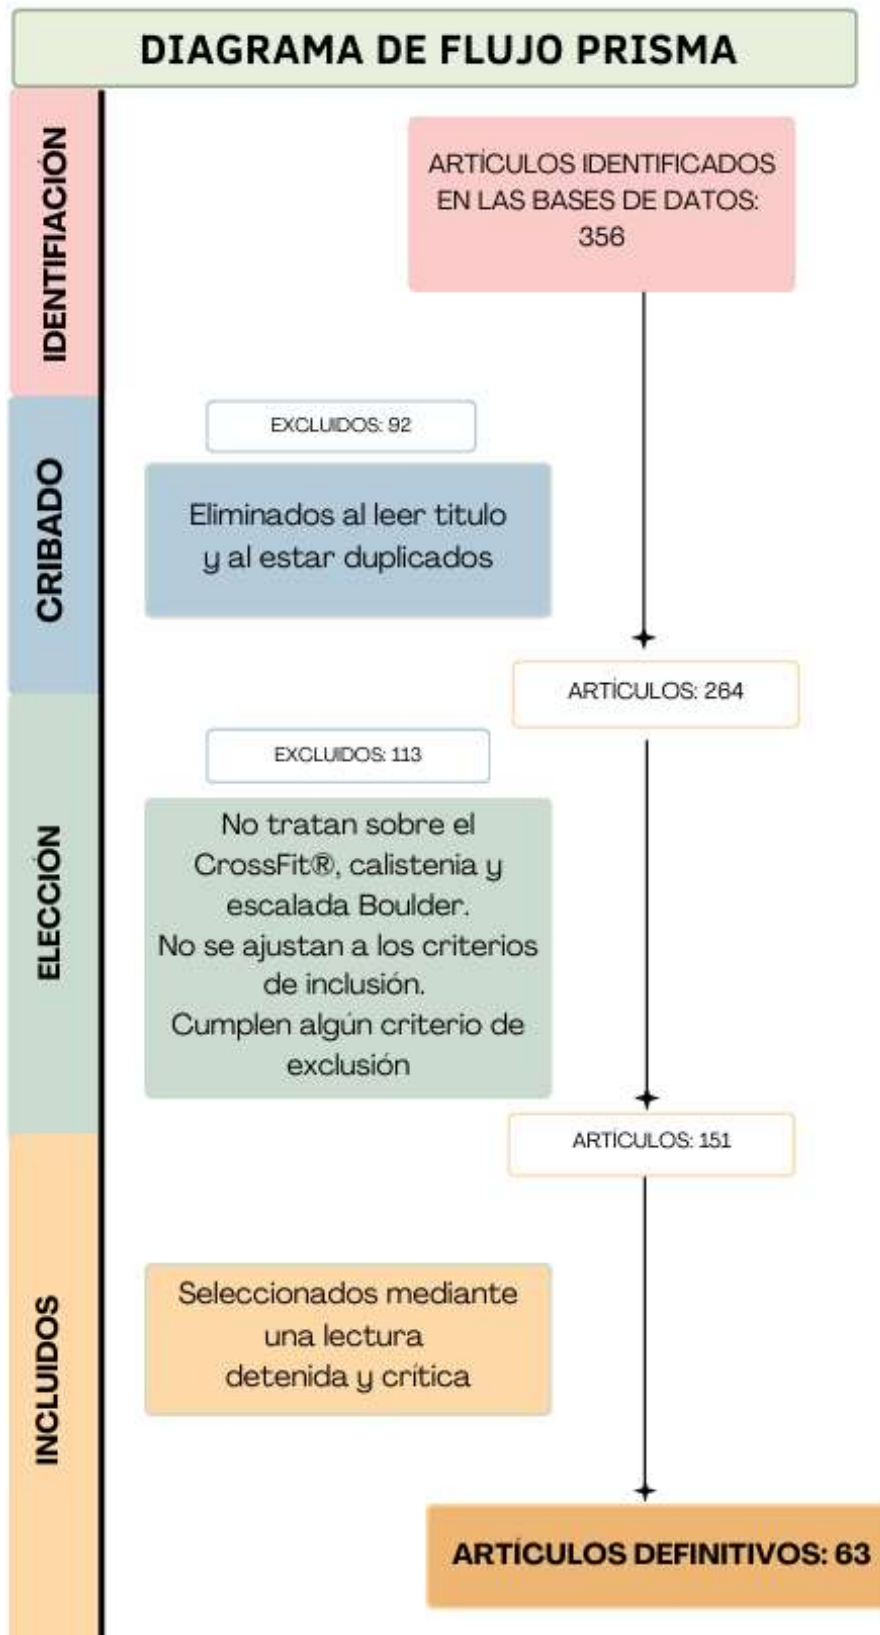 DIAGRAMA DE FLUJO PRISMA
IDENTIFIACIÓN
ARTÍCULOS IDENTIFICADOS
EN LAS BASES DE DATOS:
356
CRIBADO
EXCLUIDOS: 92
Eliminados al leer titulo
y al estar duplicados
ARTÍCULOS: 264
ELECCIÓN
EXCLUIDOS: 113
No tratan sobre el
CrossFit®, calistenia y
escalada Boulder.
No se ajustan a los criterios
de inclusión.
Cumplen algún criterio de
exclusión
ARTÍCULOS: 151
INCLUIDOS
Seleccionados mediante
una lectura
detenida y crítica
ARTÍCULOS DEFINITIVOS: 63